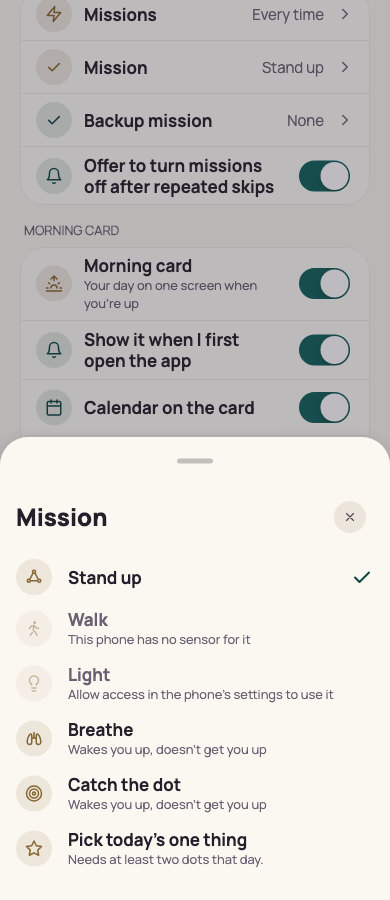 Missions
Every time
Mission
Stand up
Backup mission
None
Offer to turn missions
off after repeated skips
MORNING CARD
Morning card
Your day on one screen when
you're up
Show it when I first
open the app
Calendar on the card
Mission
Stand up
Walk
This phone has no sensor for it
Light
Allow access in the phone's settings to use it
Breathe
Wakes you up, doesn't get you up
Catch the dot
Wakes you up, doesn't get you up
Pick today's one thing
Needs at least two dots that day.